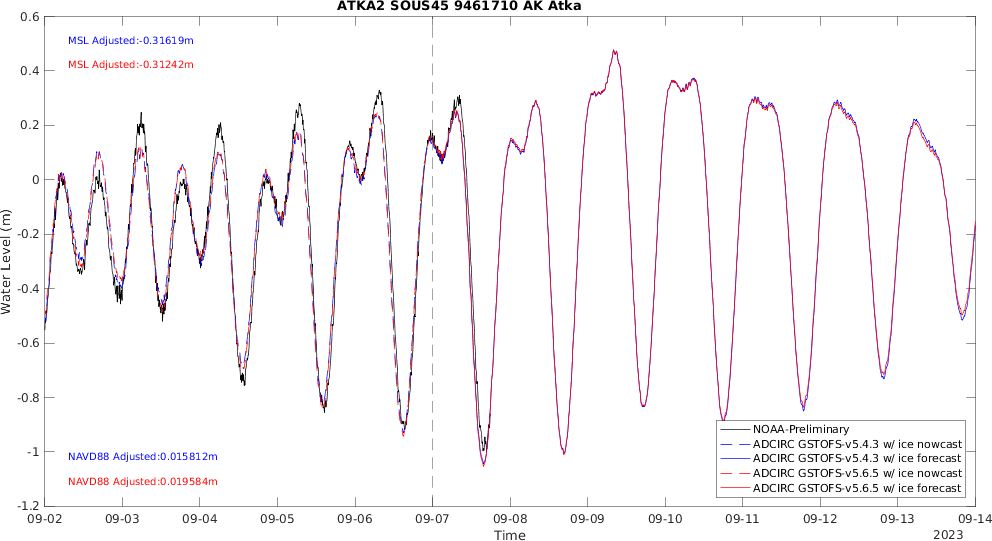 ATKA2 SOUS45 9461710 AK Atka
0.6
MSL Adjusted:-0.31619m
0.4
MSL Adjusted:-0.31242m
0.2
0
-0.2
Water Level (m)
-0.4
-0.6
-0.8
NOAA-Preliminary
ADCIRC GSTOFS-v5.4.3 w/ ice nowcast
-1
NAVD88 Adjusted:0.015812m
ADCIRC GSTOFS-v5.4.3 w/ ice forecast
ADCIRC GSTOFS-v5.6.5 w/ ice nowcast
NAVD88 Adjusted:0.019584m
ADCIRC GSTOFS-v5.6.5 w/ ice forecast
-1.2
09-02 09-03 09-04 09-05 09-06 09-07 09-08 09-09 09-10 09-11 09-12 09-13 09-14
Time
2023